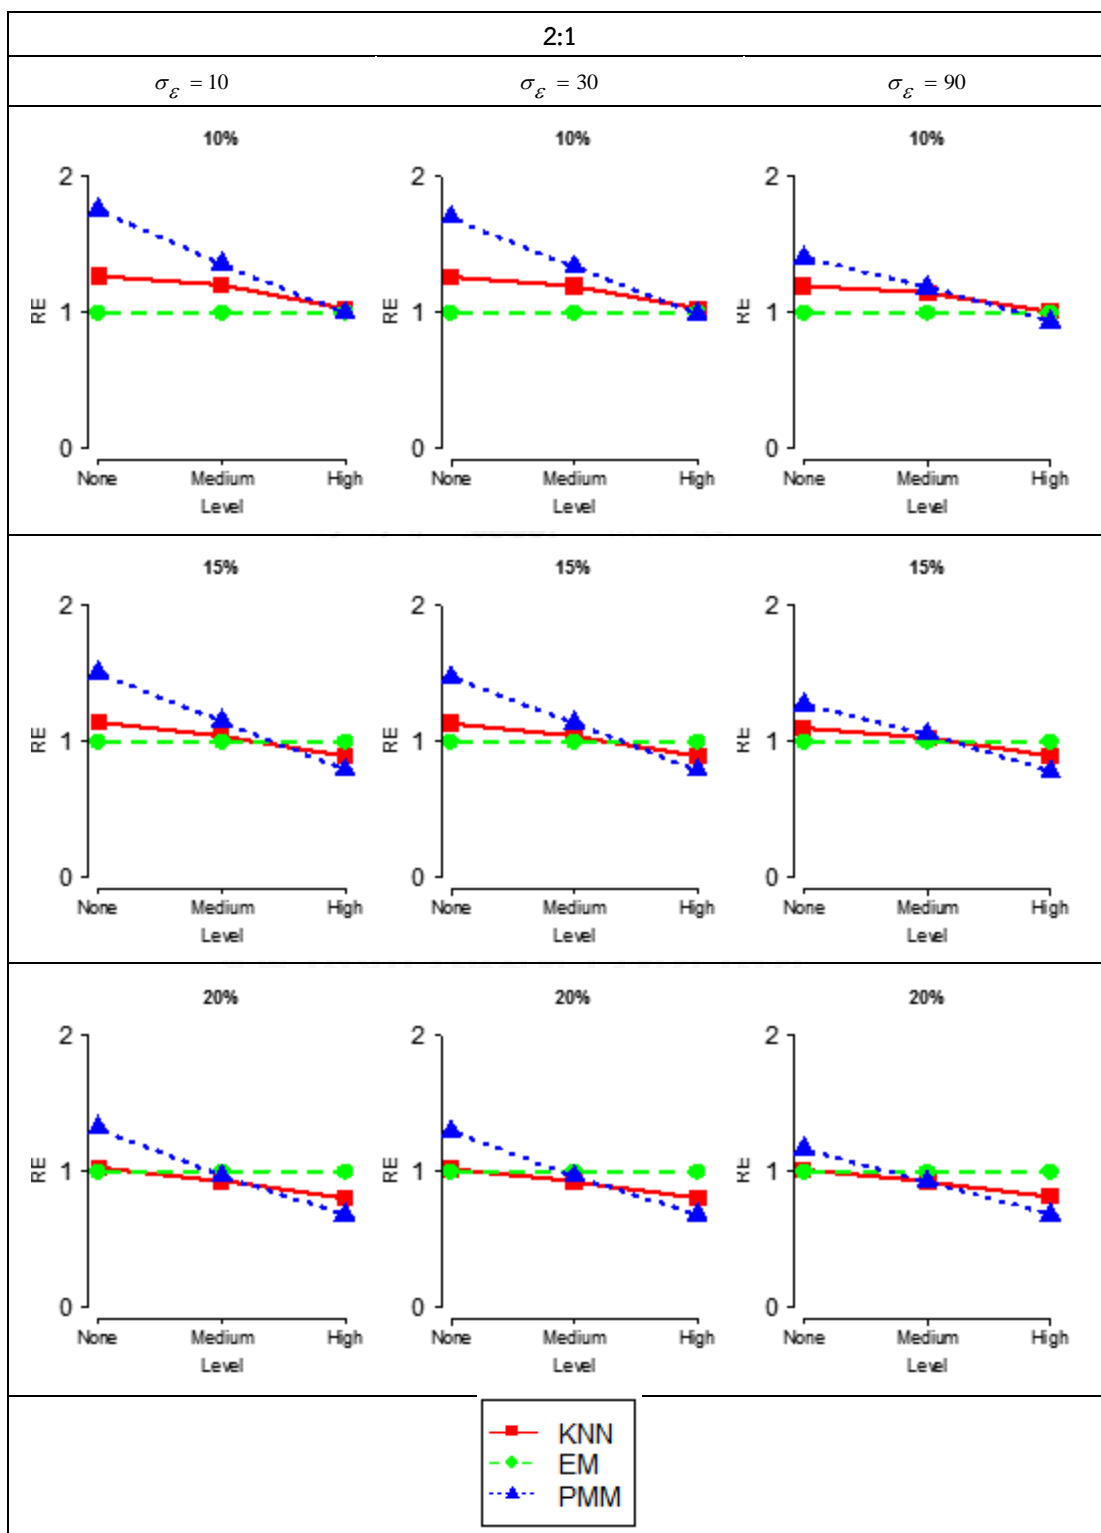 2:1
σε = 10 σε = 30 σε = 90
10% 10% 10%
2 2 2
RE 1 RE 1 RE 1
0 0 0
None Medium High None Medium High None Medium High
Level Level Level
15% 15% 15%
2 2 2
RE 1 RE 1 RE 1
0 0 0
None Medium High None Medium High None Medium High
Level Level Level
20% 20% 20%
2 2 2
RE 1 RE 1 RE 1
0 0 0
None Medium High None Medium High None Medium High
Level Level Level
KNN
EM
PMM